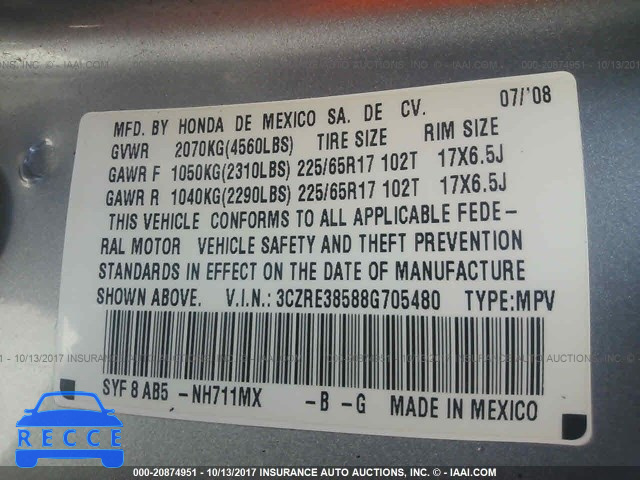 07/'08
MFD. BY HONDA DE MEXICO SA. DE CV.
GVWR 2070KG(4560LBS) TIRE SIZE RIM SIZE
GAWR F 1050KG(2310LBS) 225/65R17 102T 17X6.5J
GAWR R 1040KG(2290LBS) 225/65R17 102T 17X6.5J
THIS VEHICLE CONFORMS TO ALL APPLICABLE FEDE-
RAL MOTOR VEHICLE SAFETY AND THEFT PREVENTION
STANDARDS IN EFFECT ON THE DATE OF MANUFACTURE
SHOWN ABOVE. V.I.N.: 3CZRE38588G705480 TYPE:MPV
SYF 8 AB5 -NH711MX -B -G MADE IN MEXICO
RECCE
000-20874951 - 10/13/2017 INSURANCE AUTO AUCTIONS CENTER, INC. - IAAI.COM